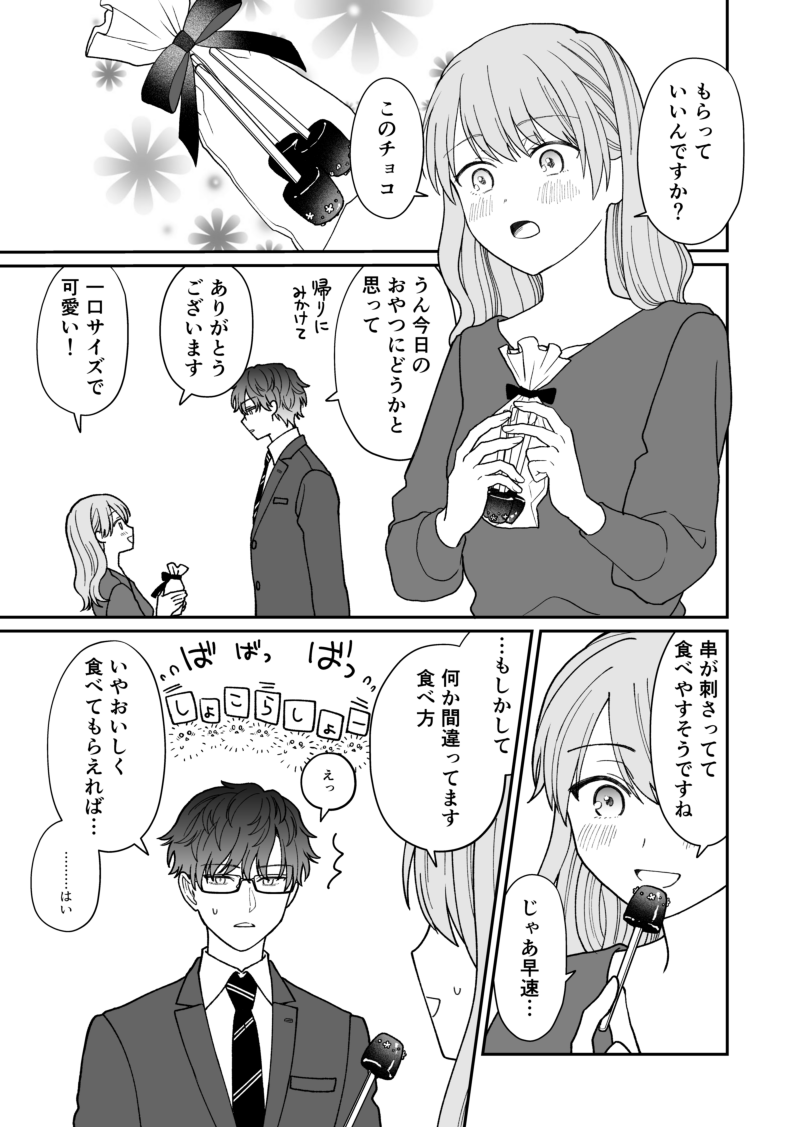 もらって
いいんですか？
このチョコ
うん今日の
おやつにどうかと
思って
帰りに
みかけて
ありがとう
ございます
一口サイズで
可愛い！
串が刺さってて
食べやすそうですね
じゃあ早速…
…もしかして
何か間違ってます
食べ方
ばっ
ばっ
ばっ
しょこらしょー
えっ
いやおいしく
食べてもらえれば…
………はい